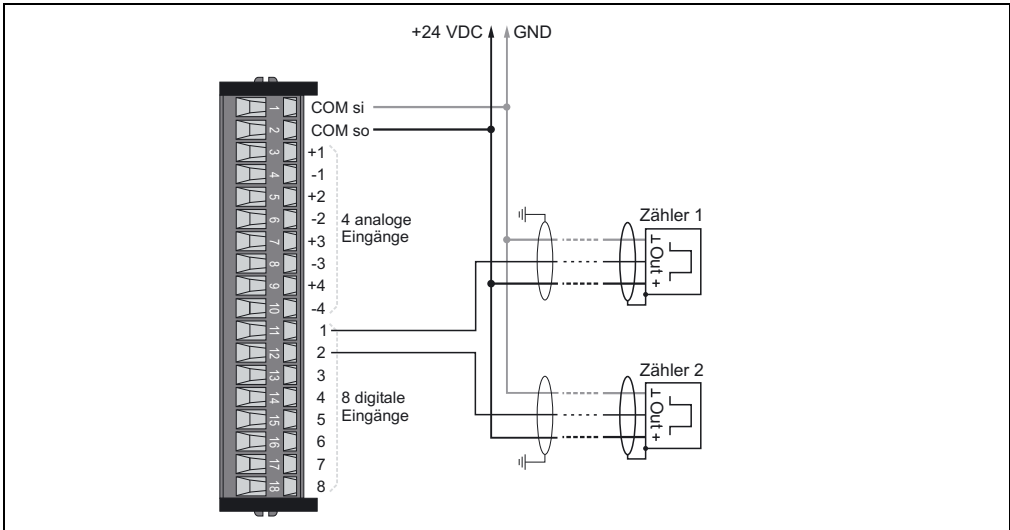 +24 VDC GND
1 COM si
2 COM so
3 +1
4 -1
5 +2
6 -2
7 +3
8 -3
9 +4
10 -4
4 analoge
Eingänge
11 1
12 2
13 3
14 4
15 5
16 6
17 7
18 8
8 digitale
Eingänge
Zähler 1
⊥ Out +
Zähler 2
⊥ Out +